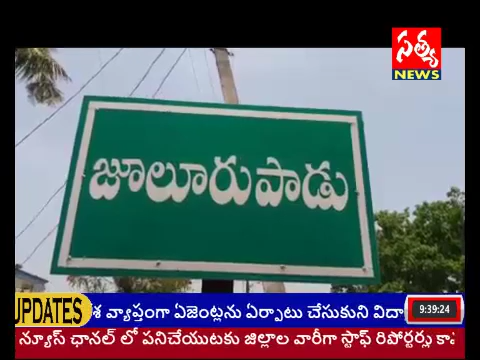 సత్య
NEWS
జూలూరుపాడు
UPDATES
శ వ్యాప్తంగా ఏజెంట్లను ఏర్పాటు చేసుకుని విదా
9:39:24
న్యూస్ ఛానల్ లో పనిచేయుటకు జిల్లాల వారీగా స్టాఫ్ రిపోర్టర్లు కా